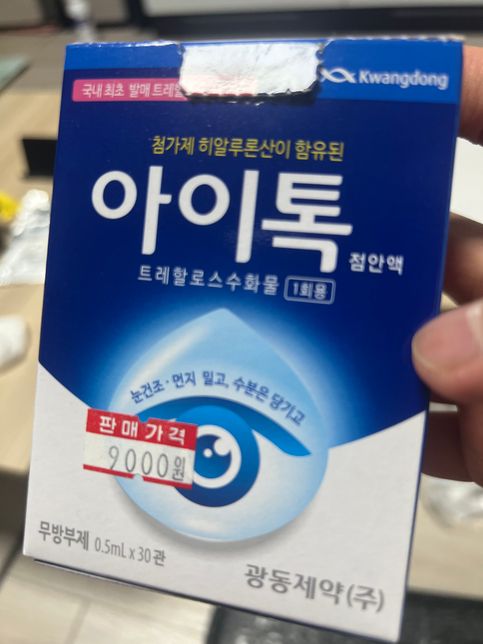 국내 최초 발매 트레할
Kwangdong
첨가제 히알루론산이 함유된
아이톡
점안액
트레할로스수화물 1회용
눈건조·먼지 밀고, 수분은 당기고
판매가격
9000원
무방부제 0.5mL x 30관
광동제약(주)